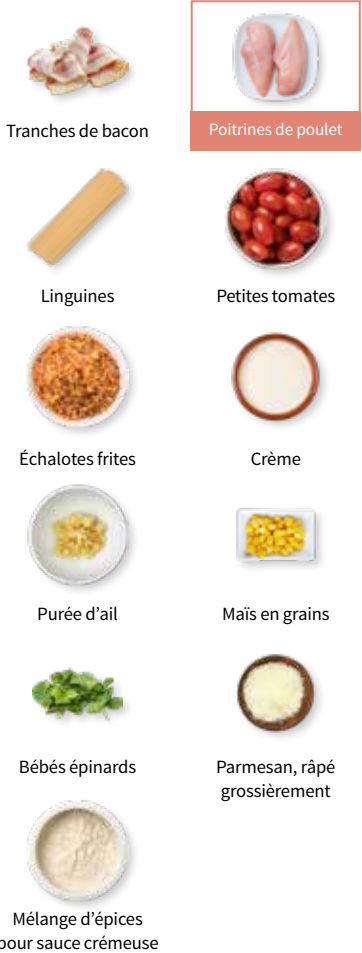 Tranches de bacon
Poitrines de poulet
Linguines
Petites tomates
Échalotes frites
Crème
Purée d'ail
Maïs en grains
Bébés épinards
Parmesan, râpé
grossièrement
Mélange d'épices
pour sauce crémeuse